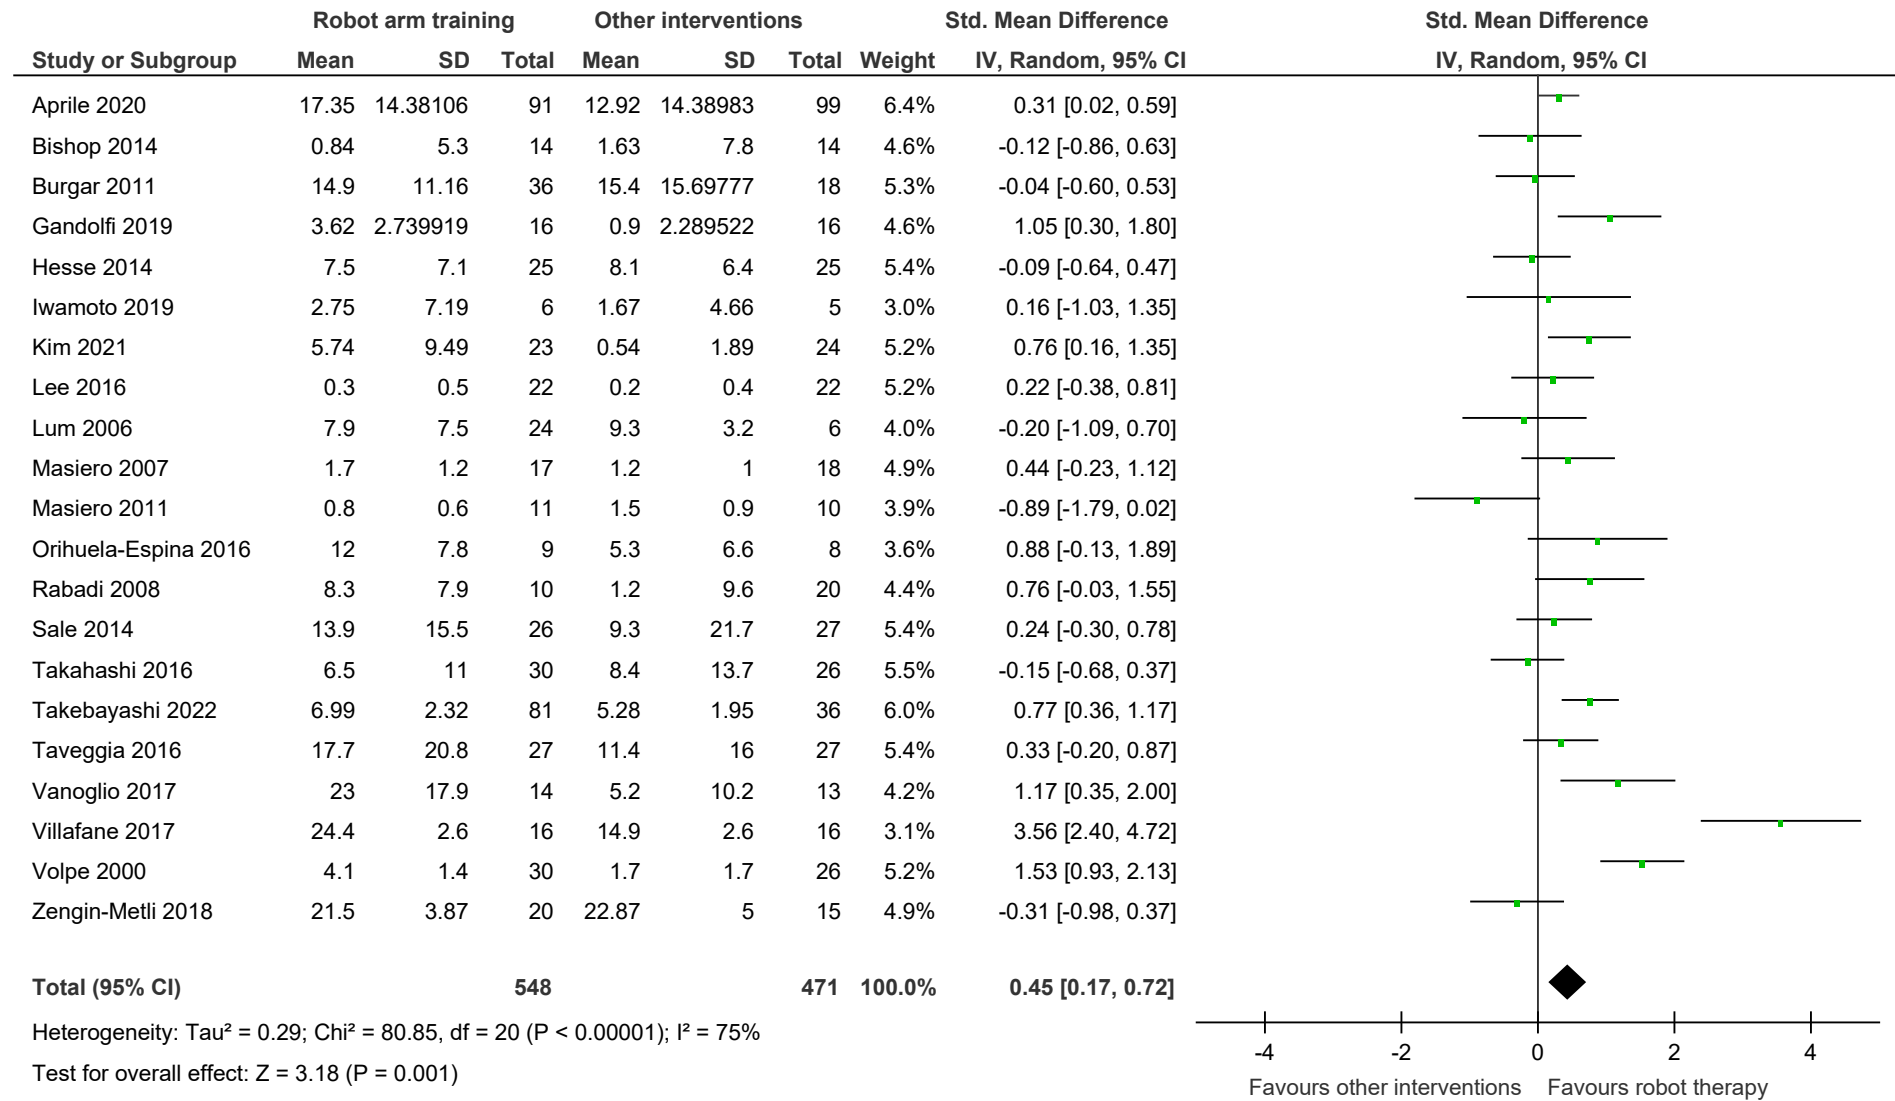 Robot arm training Other interventions Std. Mean Difference Std. Mean Difference
Study or Subgroup Mean SD Total Mean SD Total Weight IV, Random, 95% CI IV, Random, 95% CI
Aprile 2020 17.35 14.38106 91 12.92 14.38983 99 6.4% 0.31 [0.02, 0.59]
Bishop 2014 0.84 5.3 14 1.63 7.8 14 4.6% -0.12 [-0.86, 0.63]
Burgar 2011 14.9 11.16 36 15.4 15.69777 18 5.3% -0.04 [-0.60, 0.53]
Gandolfi 2019 3.62 2.739919 16 0.9 2.289522 16 4.6% 1.05 [0.30, 1.80]
Hesse 2014 7.5 7.1 25 8.1 6.4 25 5.4% -0.09 [-0.64, 0.47]
Iwamoto 2019 2.75 7.19 6 1.67 4.66 5 3.0% 0.16 [-1.03, 1.35]
Kim 2021 5.74 9.49 23 0.54 1.89 24 5.2% 0.76 [0.16, 1.35]
Lee 2016 0.3 0.5 22 0.2 0.4 22 5.2% 0.22 [-0.38, 0.81]
Lum 2006 7.9 7.5 24 9.3 3.2 6 4.0% -0.20 [-1.09, 0.70]
Masiero 2007 1.7 1.2 17 1.2 1 18 4.9% 0.44 [-0.23, 1.12]
Masiero 2011 0.8 0.6 11 1.5 0.9 10 3.9% -0.89 [-1.79, 0.02]
Orihuela-Espina 2016 12 7.8 9 5.3 6.6 8 3.6% 0.88 [-0.13, 1.89]
Rabadi 2008 8.3 7.9 10 1.2 9.6 20 4.4% 0.76 [-0.03, 1.55]
Sale 2014 13.9 15.5 26 9.3 21.7 27 5.4% 0.24 [-0.30, 0.78]
Takahashi 2016 6.5 11 30 8.4 13.7 26 5.5% -0.15 [-0.68, 0.37]
Takebayashi 2022 6.99 2.32 81 5.28 1.95 36 6.0% 0.77 [0.36, 1.17]
Taveggia 2016 17.7 20.8 27 11.4 16 27 5.4% 0.33 [-0.20, 0.87]
Vanoglio 2017 23 17.9 14 5.2 10.2 13 4.2% 1.17 [0.35, 2.00]
Villafane 2017 24.4 2.6 16 14.9 2.6 16 3.1% 3.56 [2.40, 4.72]
Volpe 2000 4.1 1.4 30 1.7 1.7 26 5.2% 1.53 [0.93, 2.13]
Zengin-Metli 2018 21.5 3.87 20 22.87 5 15 4.9% -0.31 [-0.98, 0.37]
Total (95% CI) 548 471 100.0% 0.45 [0.17, 0.72]
Heterogeneity: Tau² = 0.29; Chi² = 80.85, df = 20 (P < 0.00001); I² = 75%
Test for overall effect: Z = 3.18 (P = 0.001)
-4 -2 0 2 4
Favours other interventions Favours robot therapy